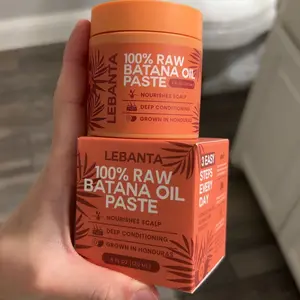 LEBANTA
100% RAW
BATANA OIL
PASTE
NOURISHES SCALP
DEEP CONDITIONING
GROWN IN HONDURAS
LEBANTA
100% RAW
BATANA OIL
PASTE
NOURISHES SCALP
DEEP CONDITIONING
GROWN IN HONDURAS
3 EASY
STEPS
EVERY
DAY